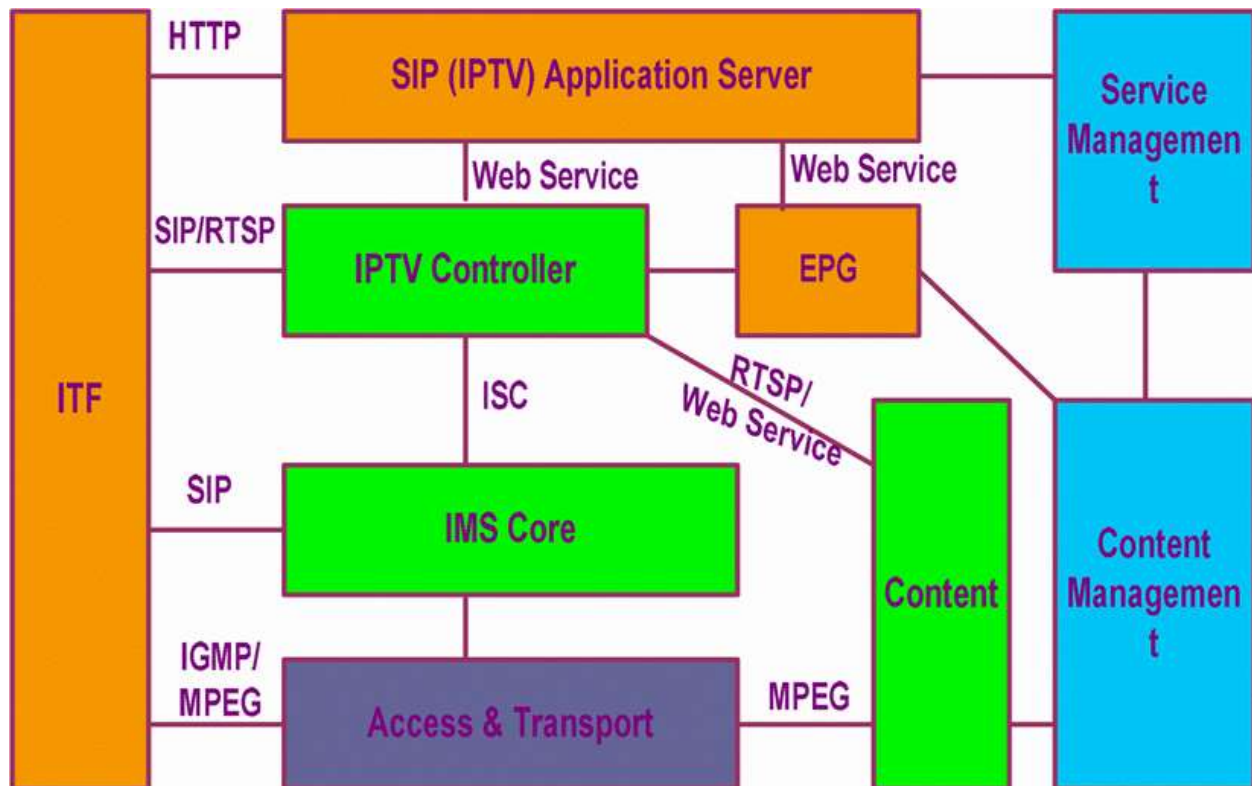 HTTP
SIP (IPTV) Application Server
Service
Managemen
t
Web Service
Web Service
SIP/RTSP
IPTV Controller
EPG
ITF
ISC
RTSP/
Web Service
SIP
IMS Core
Content
Content
Managemen
t
IGMP/
MPEG
Access & Transport
MPEG